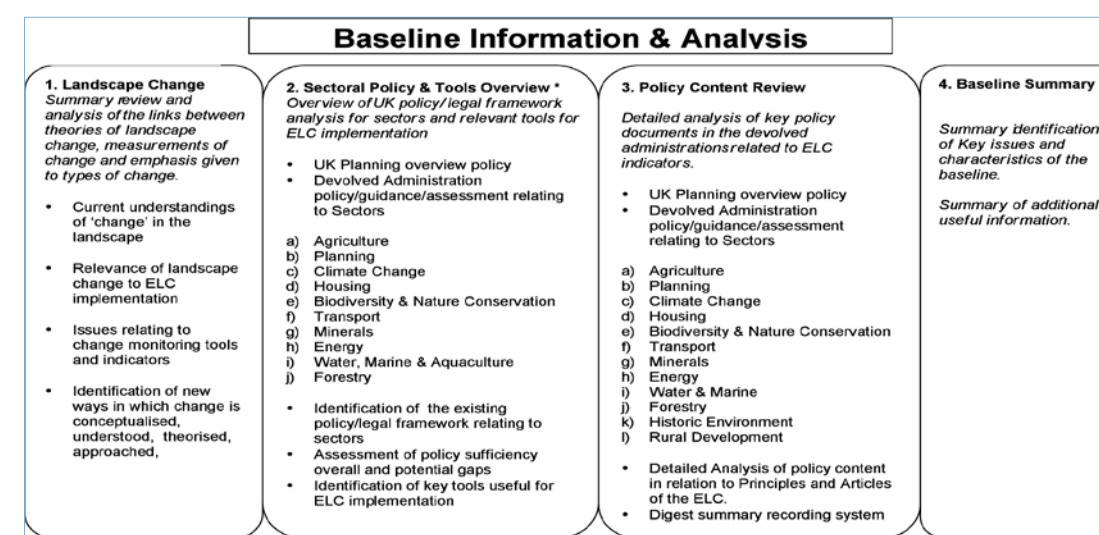 Baseline Information & Analysis
1. Landscape Change
Summary review and
analysis of the links between
theories of landscape
change, measurements of
change and emphasis given
to types of change.
• Current understandings
of ‘change’ in the
landscape
• Relevance of landscape
change to ELC
implementation
• Issues relating to
change monitoring tools
and indicators
• Identification of new
ways in which change is
conceptualised,
understood, theorised,
approached,
2. Sectoral Policy & Tools Overview *
Overview of UK policy/legal framework
analysis for sectors and relevant tools for
ELC implementation
• UK Planning overview policy
• Devolved Administration
policy/guidance/assessment relating
to Sectors
a) Agriculture
b) Planning
c) Climate Change
d) Housing
e) Biodiversity & Nature Conservation
f) Transport
g) Minerals
h) Energy
i) Water, Marine & Aquaculture
j) Forestry
• Identification of the existing
policy/legal framework relating to
sectors
• Assessment of policy sufficiency
overall and potential gaps
• Identification of key tools useful for
ELC implementation
3. Policy Content Review
Detailed analysis of key policy
documents in the devolved
administrations related to ELC
indicators.
• UK Planning overview policy
• Devolved Administration
policy/guidance/assessment
relating to Sectors
a) Agriculture
b) Planning
c) Climate Change
d) Housing
e) Biodiversity & Nature Conservation
f) Transport
g) Minerals
h) Energy
i) Water & Marine
j) Forestry
k) Historic Environment
l) Rural Development
• Detailed Analysis of policy content
in relation to Principles and Articles
of the ELC.
• Digest summary recording system
4. Baseline Summary
Summary identification
of Key issues and
characteristics of the
baseline.
Summary of additional
useful information.